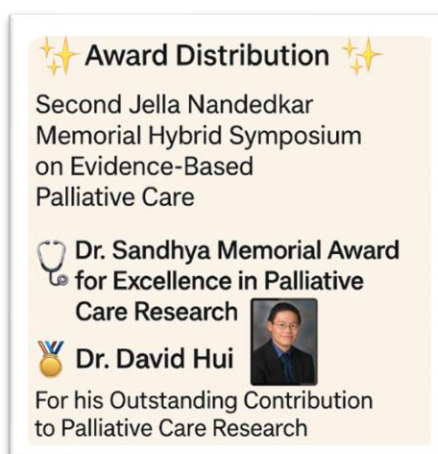 ✨ Award Distribution ✨
Second Jella Nandedkar
Memorial Hybrid Symposium
on Evidence-Based
Palliative Care
🩺 Dr. Sandhya Memorial Award
for Excellence in Palliative
Care Research
🏅 Dr. David Hui
For his Outstanding Contribution
to Palliative Care Research